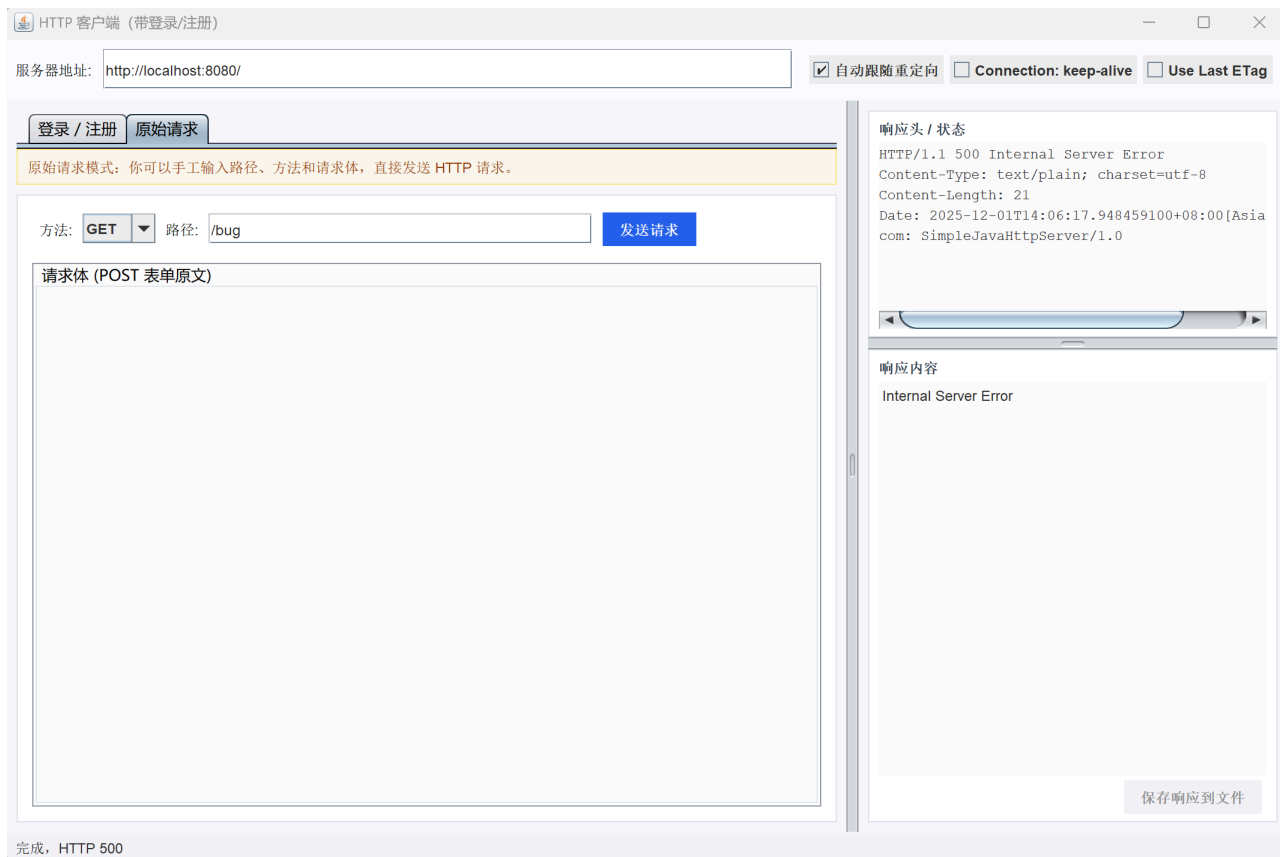 HTTP 客户端（带登录/注册）
服务器地址: http://localhost:8080/ 自动跟随重定向 Connection: keep-alive Use Last ETag
登录 / 注册 原始请求
原始请求模式：你可以手工输入路径、方法和请求体，直接发送 HTTP 请求。
方法: GET 路径: /bug 发送请求
请求体 (POST 表单原文)
响应头 / 状态
HTTP/1.1 500 Internal Server Error
Content-Type: text/plain; charset=utf-8
Content-Length: 21
Date: 2025-12-01T14:06:17.948459100+08:00[Asia
com: SimpleJavaHttpServer/1.0
响应内容
Internal Server Error
保存响应到文件
完成，HTTP 500